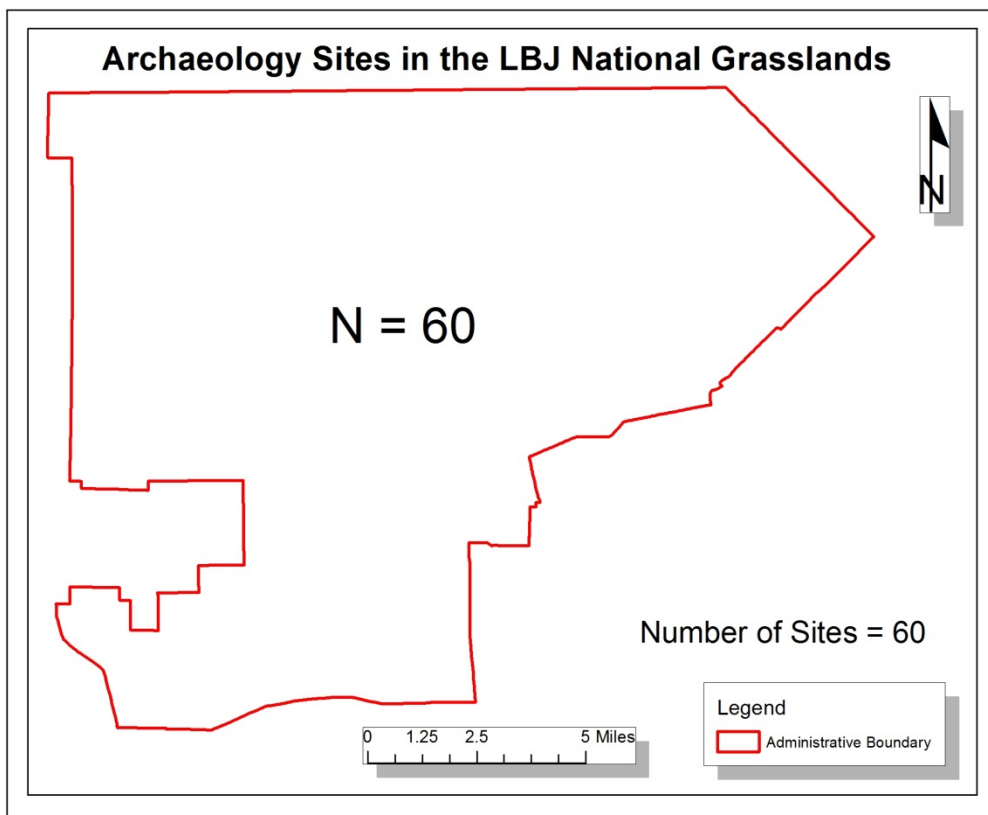 Archaeology Sites in the LBJ National Grasslands
N
N = 60
Number of Sites = 60
Legend
Administrative Boundary
0 1.25 2.5 5 Miles